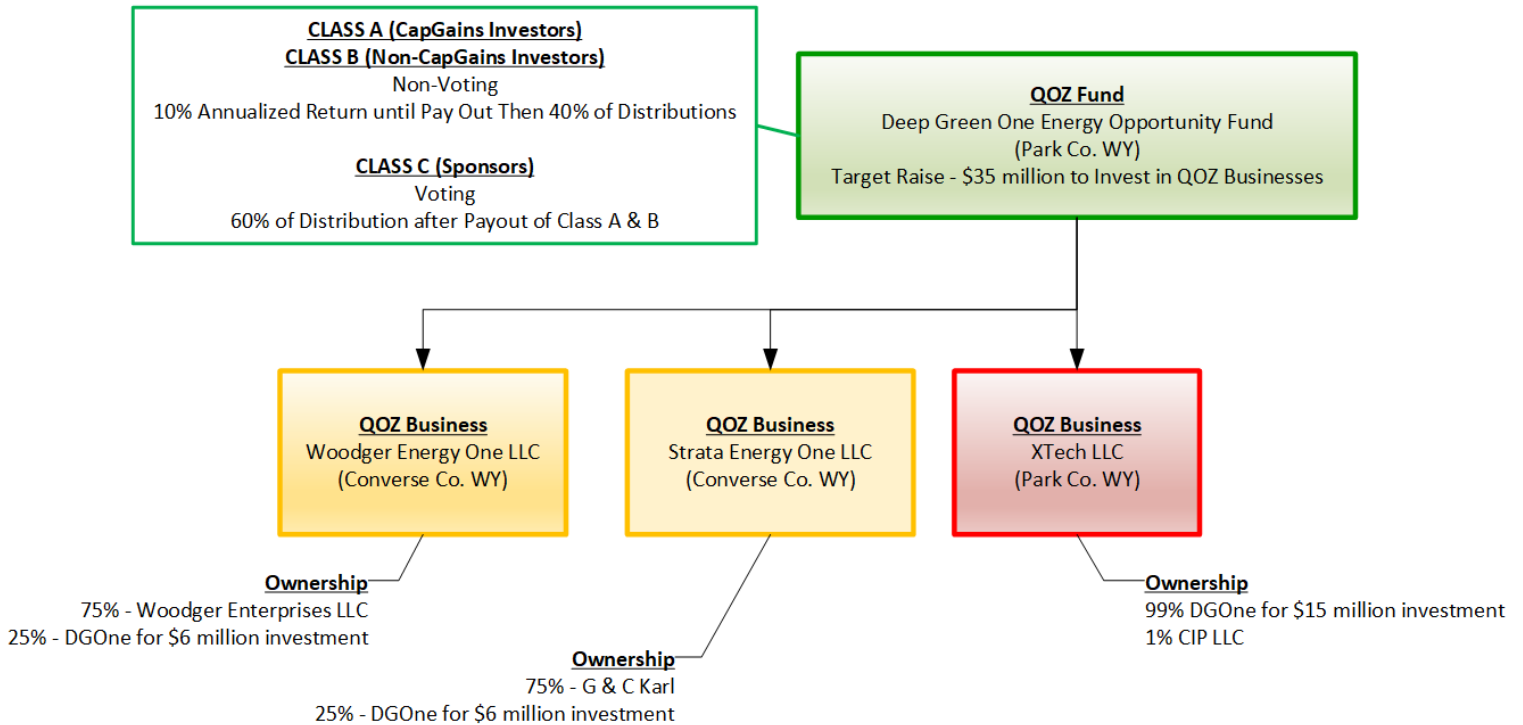 CLASS A (CapGains Investors)
CLASS B (Non-CapGains Investors)
Non-Voting
10% Annualized Return until Pay Out Then 40% of Distributions
CLASS C (Sponsors)
Voting
60% of Distribution after Payout of Class A & B
QOZ Fund
Deep Green One Energy Opportunity Fund
(Park Co. WY)
Target Raise - $35 million to Invest in QOZ Businesses
QOZ Business
Woodger Energy One LLC
(Converse Co. WY)
QOZ Business
Strata Energy One LLC
(Converse Co. WY)
QOZ Business
XTech LLC
(Park Co. WY)
Ownership
75% - Woodger Enterprises LLC
25% - DGOne for $6 million investment
Ownership
75% - G & C Karl
25% - DGOne for $6 million investment
Ownership
99% DGOne for $15 million investment
1% CIP LLC